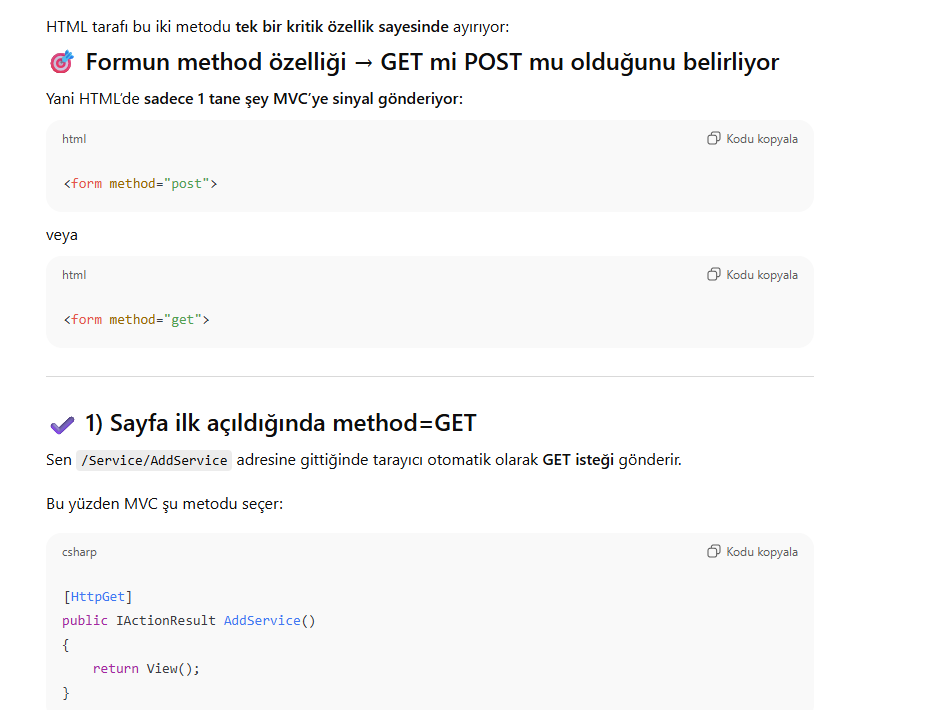 HTML tarafı bu iki metodu tek bir kritik özellik sayesinde ayırıyor:
🎯 Formun method özelliği → GET mi POST mu olduğunu belirliyor
Yani HTML'de sadece 1 tane şey MVC'ye sinyal gönderiyor:
html
Kodu kopyala
<form method="post">
veya
html
Kodu kopyala
<form method="get">
✔ 1) Sayfa ilk açıldığında method=GET
Sen /Service/AddService adresine gittiğinde tarayıcı otomatik olarak GET isteği gönderir.
Bu yüzden MVC şu metodu seçer:
csharp
Kodu kopyala
[HttpGet]
public IActionResult AddService()
{
    return View();
}